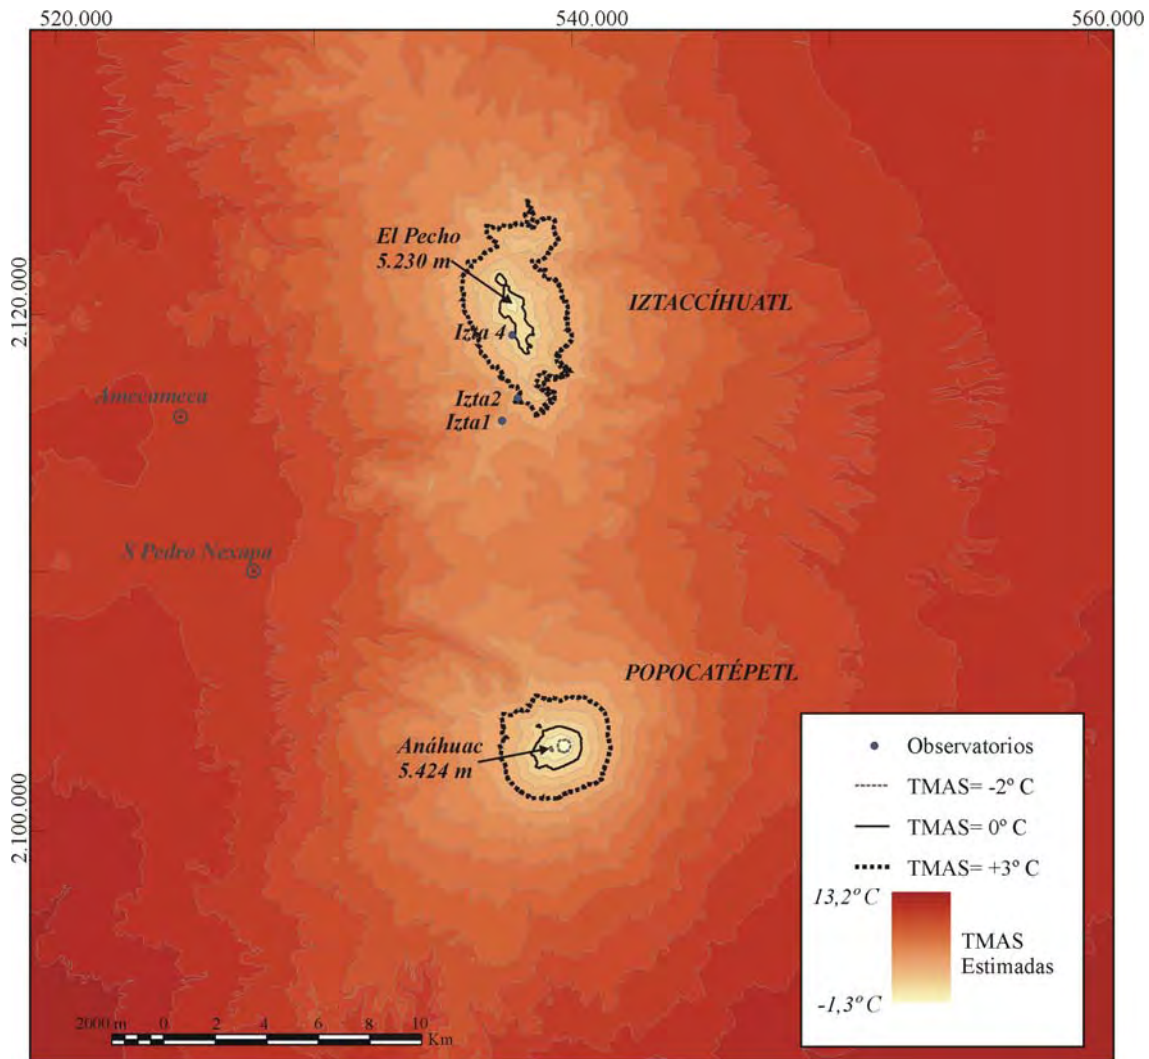 520.000
540.000
560.000
2.120.000
2.100.000
El Pecho
5.230 m
IZTACCÍHUATL
Izta 4
Izta2
Izta1
Amecameca
S Pedro Nexapa
POPOCATÉPETL
Anáhuac
5.424 m
Observatorios
TMAS= -2º C
TMAS= 0º C
TMAS= +3º C
13,2º C
TMAS
Estimadas
-1,3º C
2000 m 0 2 4 6 8 10
Km